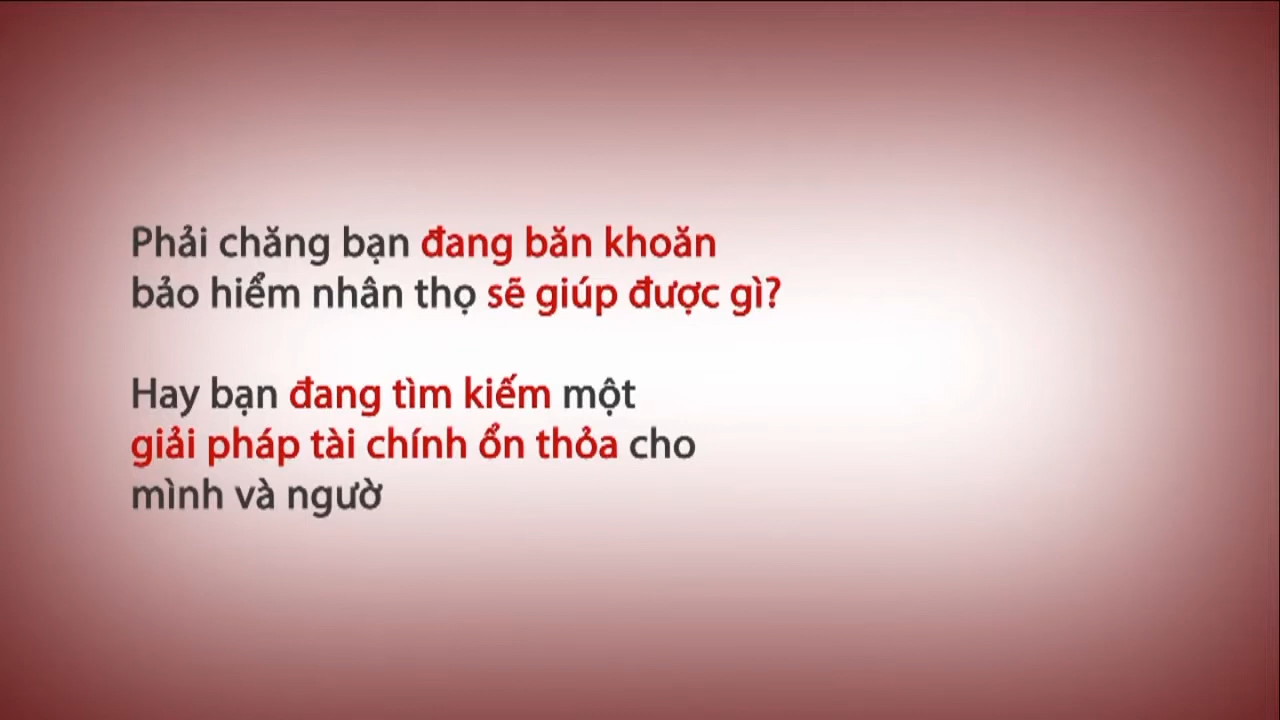 Phải chăng bạn đang băn khoăn
bảo hiểm nhân thọ sẽ giúp được gì?
Hay bạn đang tìm kiếm một
giải pháp tài chính ổn thỏa cho
mình và ngườ